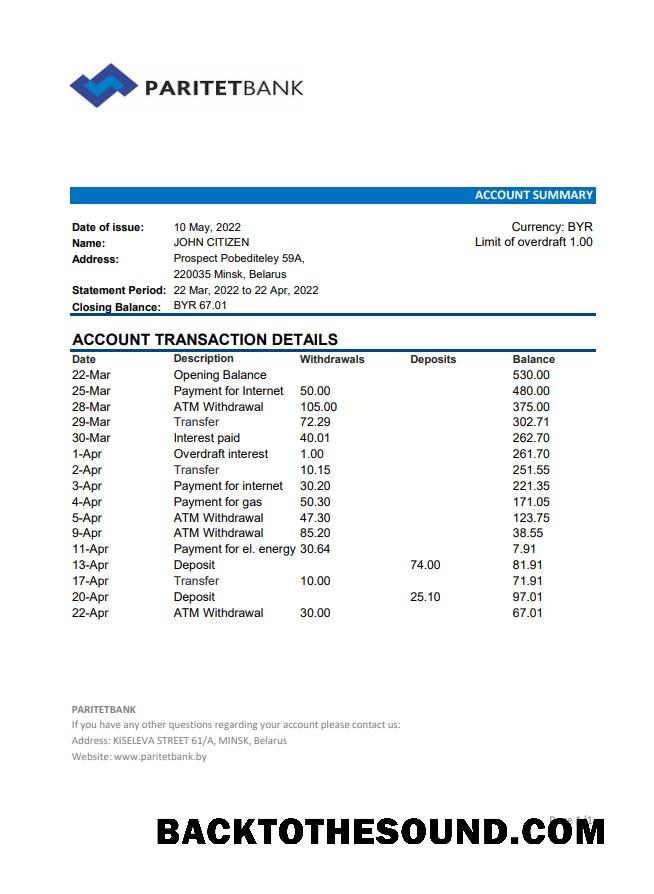 PARITETBANK
ACCOUNT SUMMARY
Date of issue: 10 May, 2022 Currency: BYR
Name: JOHN CITIZEN Limit of overdraft 1.00
Address: Prospect Pobediteley 59A,
220035 Minsk, Belarus
Statement Period: 22 Mar, 2022 to 22 Apr, 2022
Closing Balance: BYR 67.01
ACCOUNT TRANSACTION DETAILS
Date Description Withdrawals Deposits Balance
22-Mar Opening Balance 530.00
25-Mar Payment for Internet 50.00 480.00
28-Mar ATM Withdrawal 105.00 375.00
29-Mar Transfer 72.29 302.71
30-Mar Interest paid 40.01 262.70
1-Apr Overdraft interest 1.00 261.70
2-Apr Transfer 10.15 251.55
3-Apr Payment for internet 30.20 221.35
4-Apr Payment for gas 50.30 171.05
5-Apr ATM Withdrawal 47.30 123.75
9-Apr ATM Withdrawal 85.20 38.55
11-Apr Payment for el. energy 30.64 7.91
13-Apr Deposit 74.00 81.91
17-Apr Transfer 10.00 71.91
20-Apr Deposit 25.10 97.01
22-Apr ATM Withdrawal 30.00 67.01
PARITETBANK
If you have any other questions regarding your account please contact us:
Address: KISELEVA STREET 61/A, MINSK, Belarus
Website: www.paritetbank.by
Page 1/1
BACKTOTHESOUND.COM